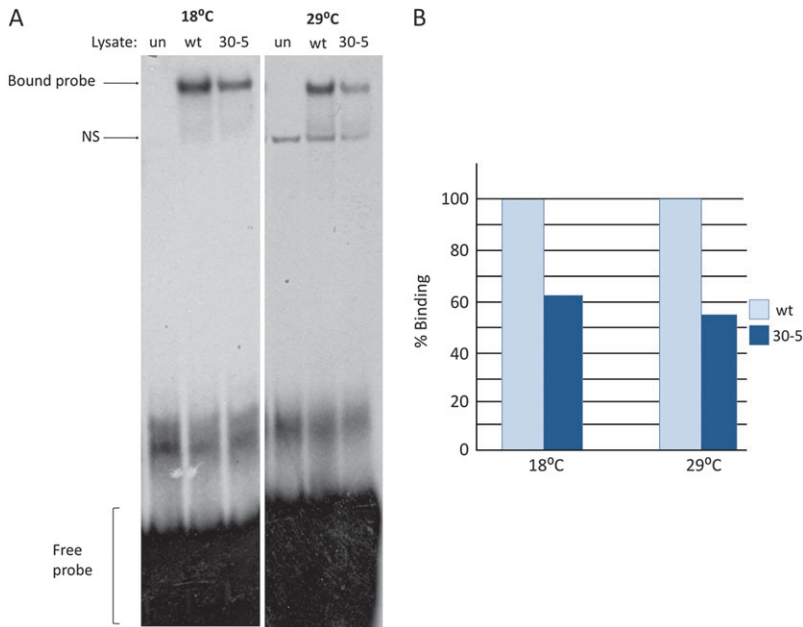 A
18ºC
29ºC
Lysate: un wt 30-5 un wt 30-5
Bound probe
NS
Free
probe
B
100
80
60
40
20
0
% Binding
18ºC
29ºC
wt
30-5